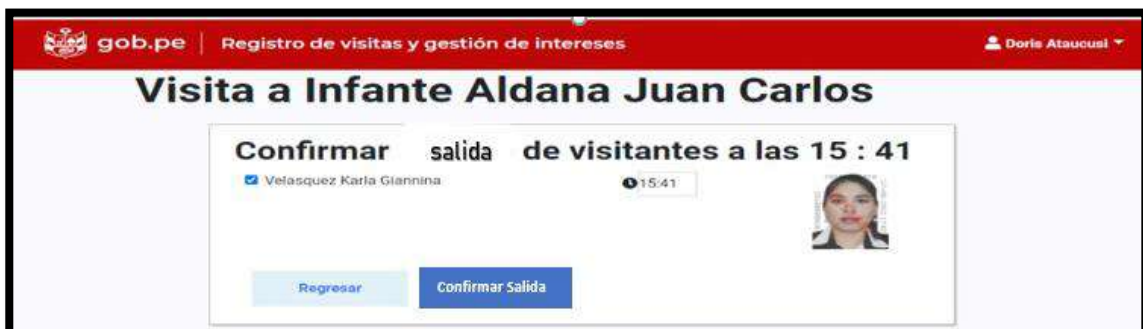 gob.pe | Registro de visitas y gestión de intereses Doris Ataucusi
Visita a Infante Aldana Juan Carlos
Confirmar salida de visitantes a las 15 : 41
Velasquez Karla Giannina 15:41
Regresar Confirmar Salida